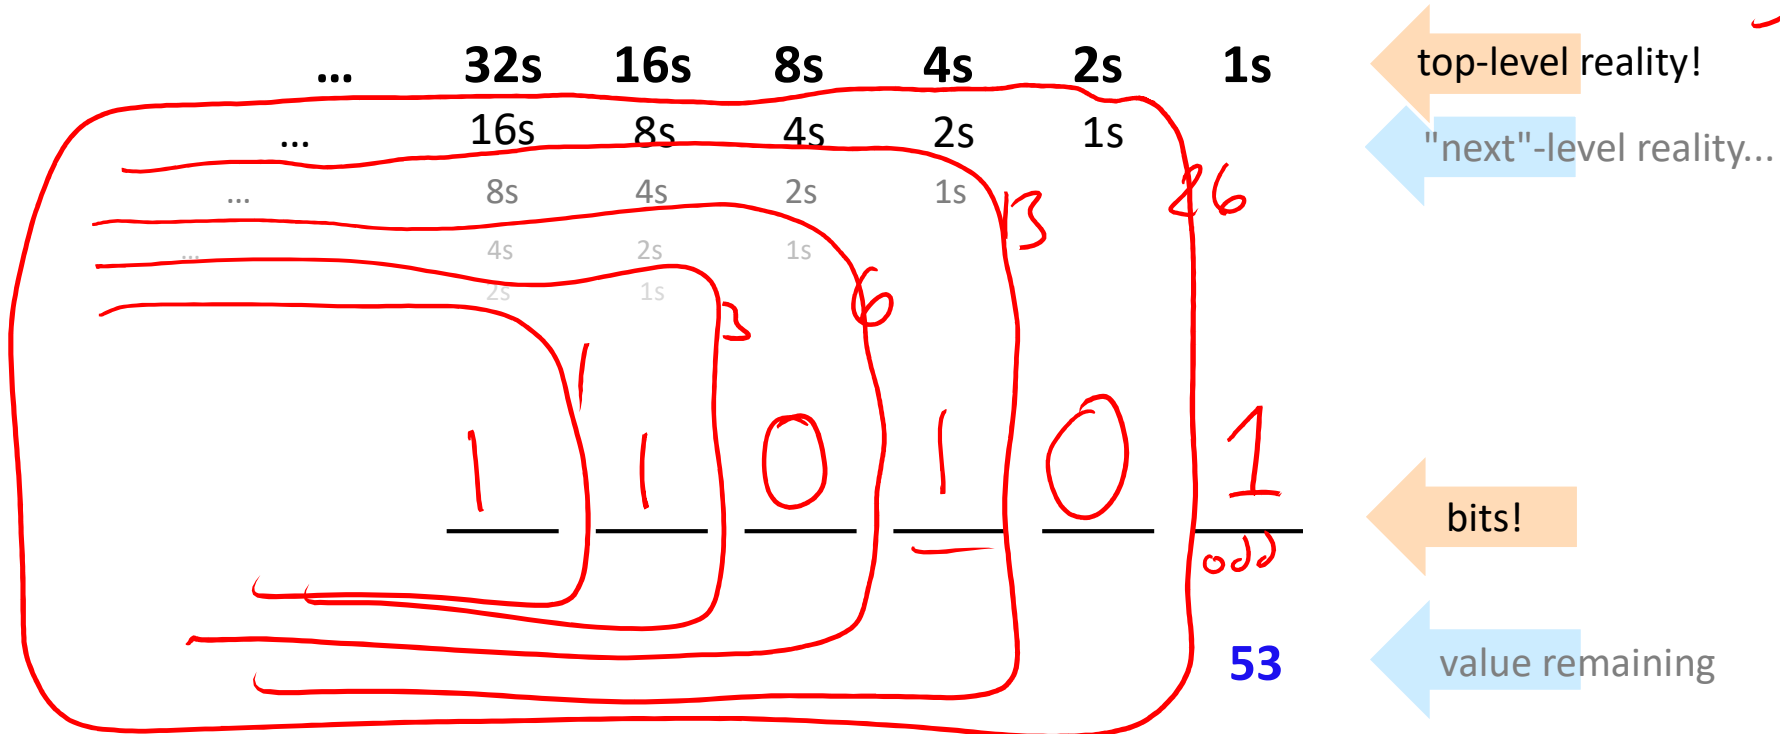 ... 32s 16s 8s 4s 2s 1s top-level reality!
... 16s 8s 4s 2s 1s "next"-level reality...
... 8s 4s 2s 1s 13 26
... 4s 2s 1s
2s 1s 3 6
1
1 1 0 1 0 1 bits!
odd
53 value remaining